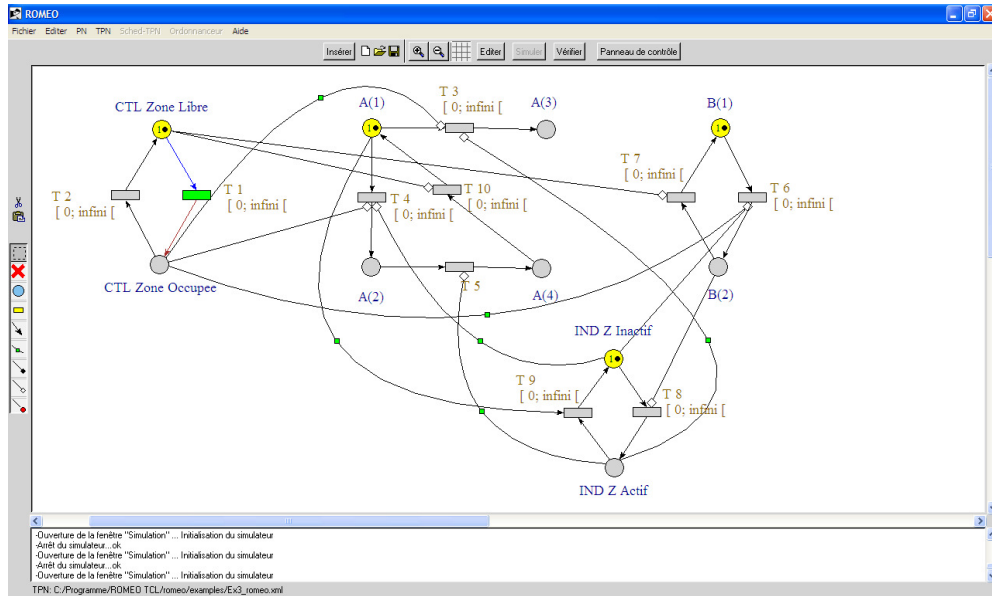 ROMEO
Fichier Editer PN TPN Sched-TPN Ordonnanceur Aide
Insérer Editer Simuler Vérifier Panneau de contrôle
CTL Zone Libre
T 2
[ 0; infini [
T 1
[ 0; infini [
CTL Zone Occupee
A(1)
T 3
[ 0; infini [
A(3)
T 10
[ 0; infini [
T 4
[ 0; infini [
A(2)
T 5
A(4)
B(1)
T 7
[ 0; infini [
T 6
[ 0; infini [
B(2)
IND Z Inactif
T 9
[ 0; infini [
T 8
[ 0; infini [
IND Z Actif
-Ouverture de la fenêtre "Simulation" ... Initialisation du simulateur
-Arrêt du simulateur...ok
-Ouverture de la fenêtre "Simulation" ... Initialisation du simulateur
-Arrêt du simulateur...ok
-Ouverture de la fenêtre "Simulation" ... Initialisation du simulateur
TPN: C:/Programme/ROMEO TCL/romeo/examples/Ex3_romeo.xml